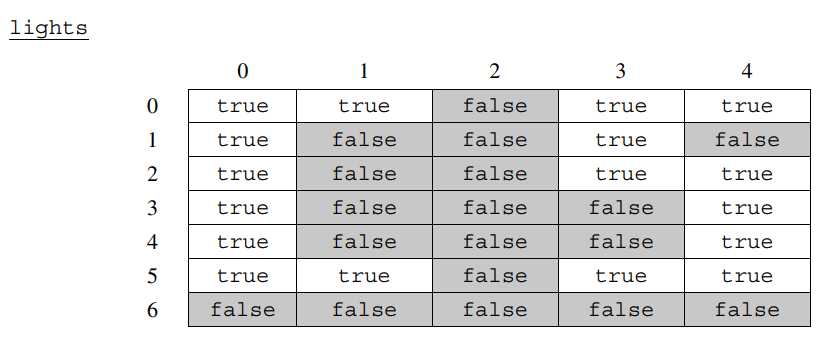 lights
0 1 2 3 4
0 true true false true true
1 true false false true false
2 true false false true true
3 true false false false true
4 true false false false true
5 true true false true true
6 false false false false false